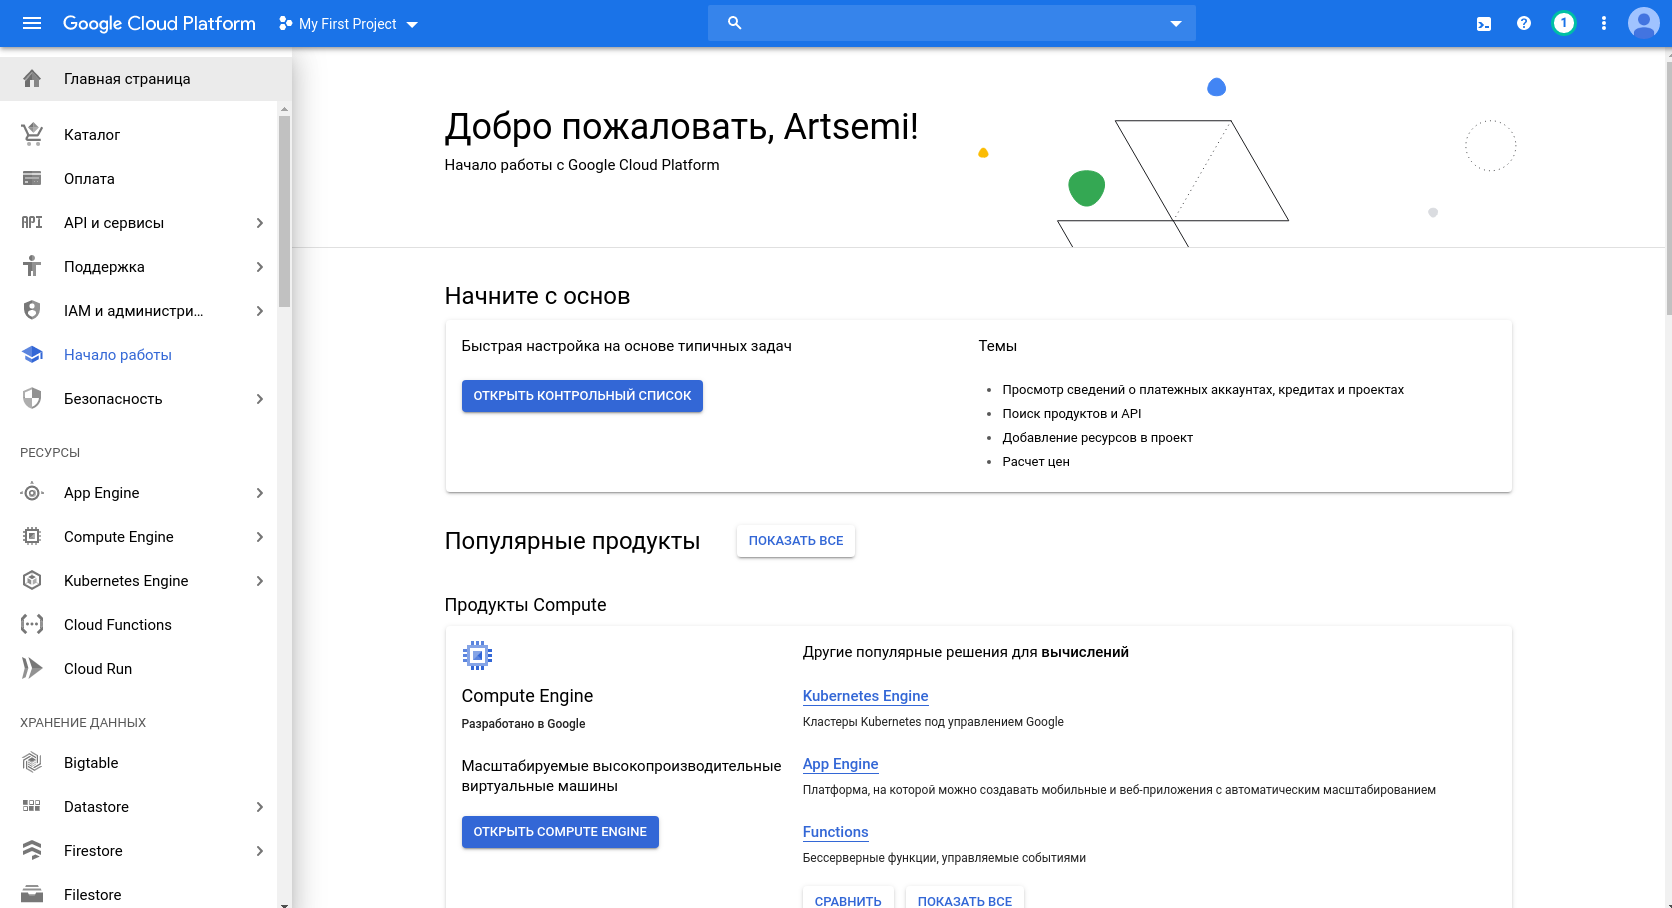 Google Cloud Platform
My First Project
1
Главная страница
Каталог
Оплата
API
API и сервисы
Поддержка
IAM и администри...
Начало работы
Безопасность
РЕСУРСЫ
App Engine
Compute Engine
Kubernetes Engine
Cloud Functions
Cloud Run
ХРАНЕНИЕ ДАННЫХ
Bigtable
Datastore
Firestore
Filestore
Добро пожаловать, Artsemi!
Начало работы с Google Cloud Platform
Начните с основ
Быстрая настройка на основе типичных задач
ОТКРЫТЬ КОНТРОЛЬНЫЙ СПИСОК
Темы
Просмотр сведений о платежных аккаунтах, кредитах и проектах
Поиск продуктов и API
Добавление ресурсов в проект
Расчет цен
Популярные продукты
ПОКАЗАТЬ ВСЕ
Продукты Compute
Compute Engine
Разработано в Google
Масштабируемые высокопроизводительные
виртуальные машины
ОТКРЫТЬ COMPUTE ENGINE
Другие популярные решения для вычислений
Kubernetes Engine
Кластеры Kubernetes под управлением Google
App Engine
Платформа, на которой можно создавать мобильные и веб-приложения с автоматическим масштабированием
Functions
Бессерверные функции, управляемые событиями
СРАВНИТЬ
ПОКАЗАТЬ ВСЕ